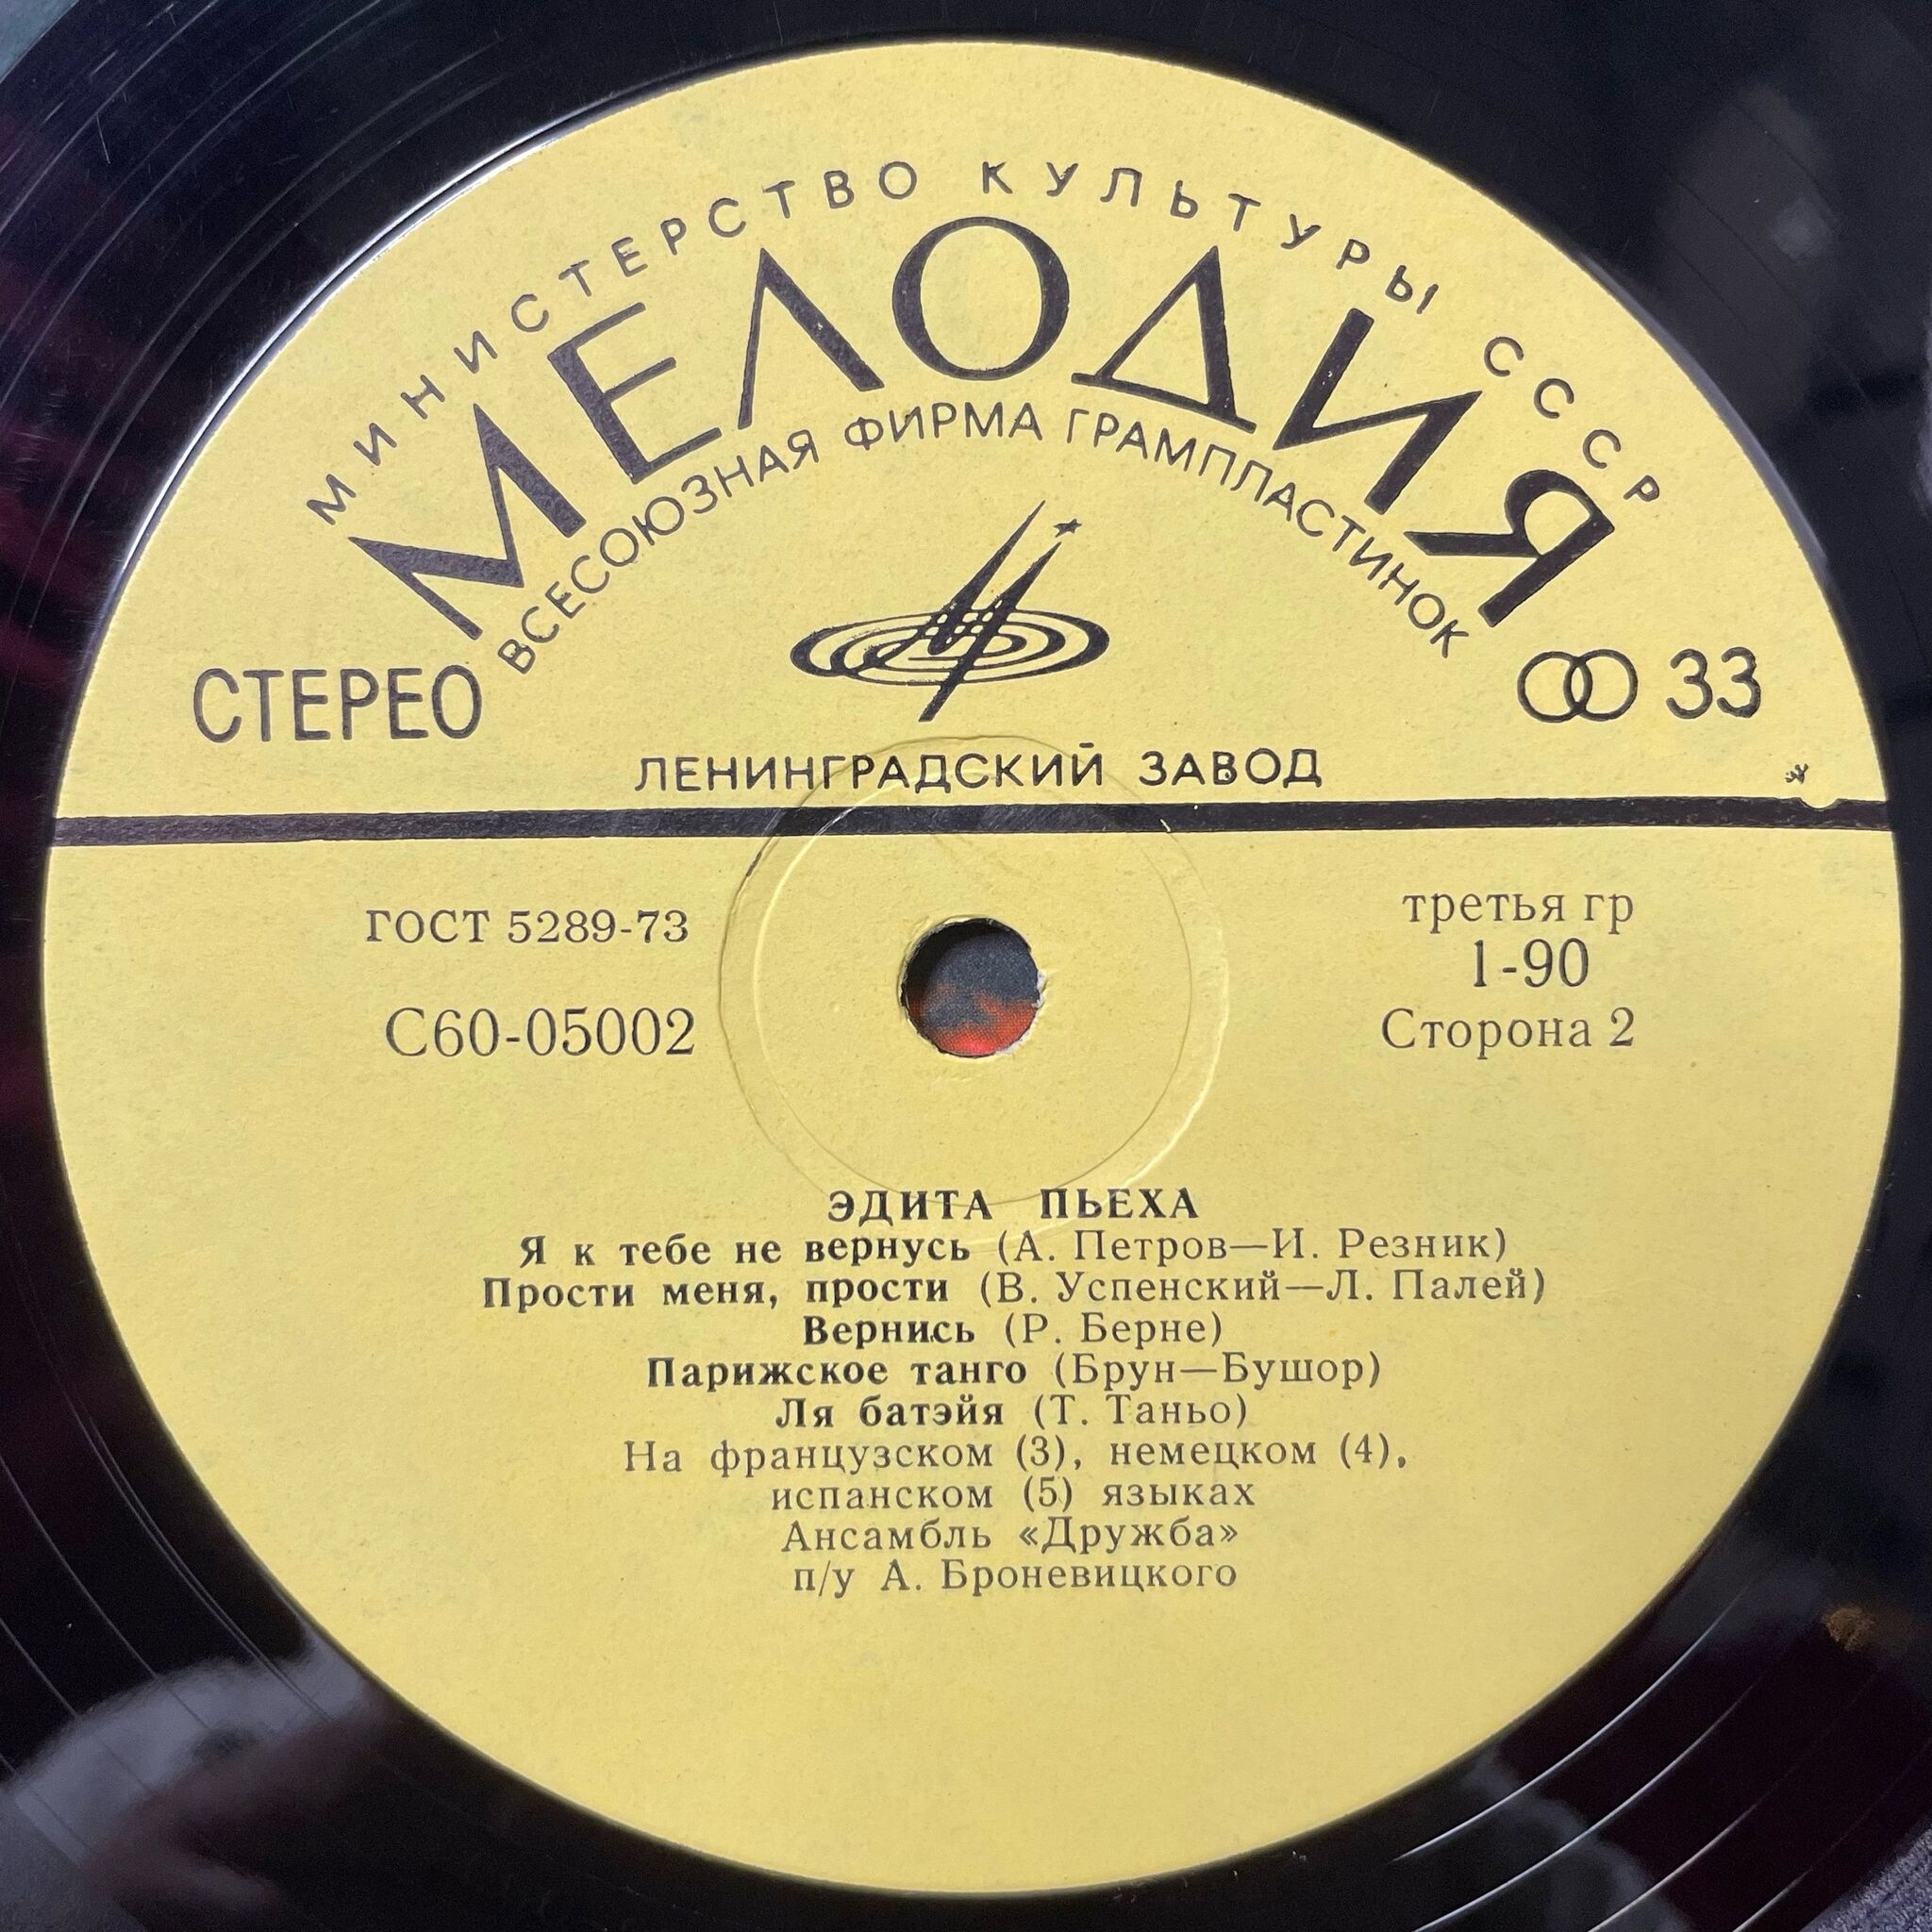 МИНИСТЕРСТВО КУЛЬТУРЫ СССР
МЕЛОДИЯ
ВСЕСОЮЗНАЯ ФИРМА ГРАМПЛАСТИНОК
СТЕРЕО
33
ЛЕНИНГРАДСКИЙ ЗАВОД
ГОСТ 5289-73
третья гр
1-90
С60-05002
Сторона 2
ЭДИТА ПЬЕХА
Я к тебе не вернусь (А. Петров—И. Резник)
Прости меня, прости (В. Успенский—Л. Палей)
Вернись (Р. Берне)
Парижское танго (Брун—Бушор)
Ля батэйя (Т. Таньо)
На французском (3), немецком (4),
испанском (5) языках
Ансамбль «Дружба»
п/у А. Броневицкого